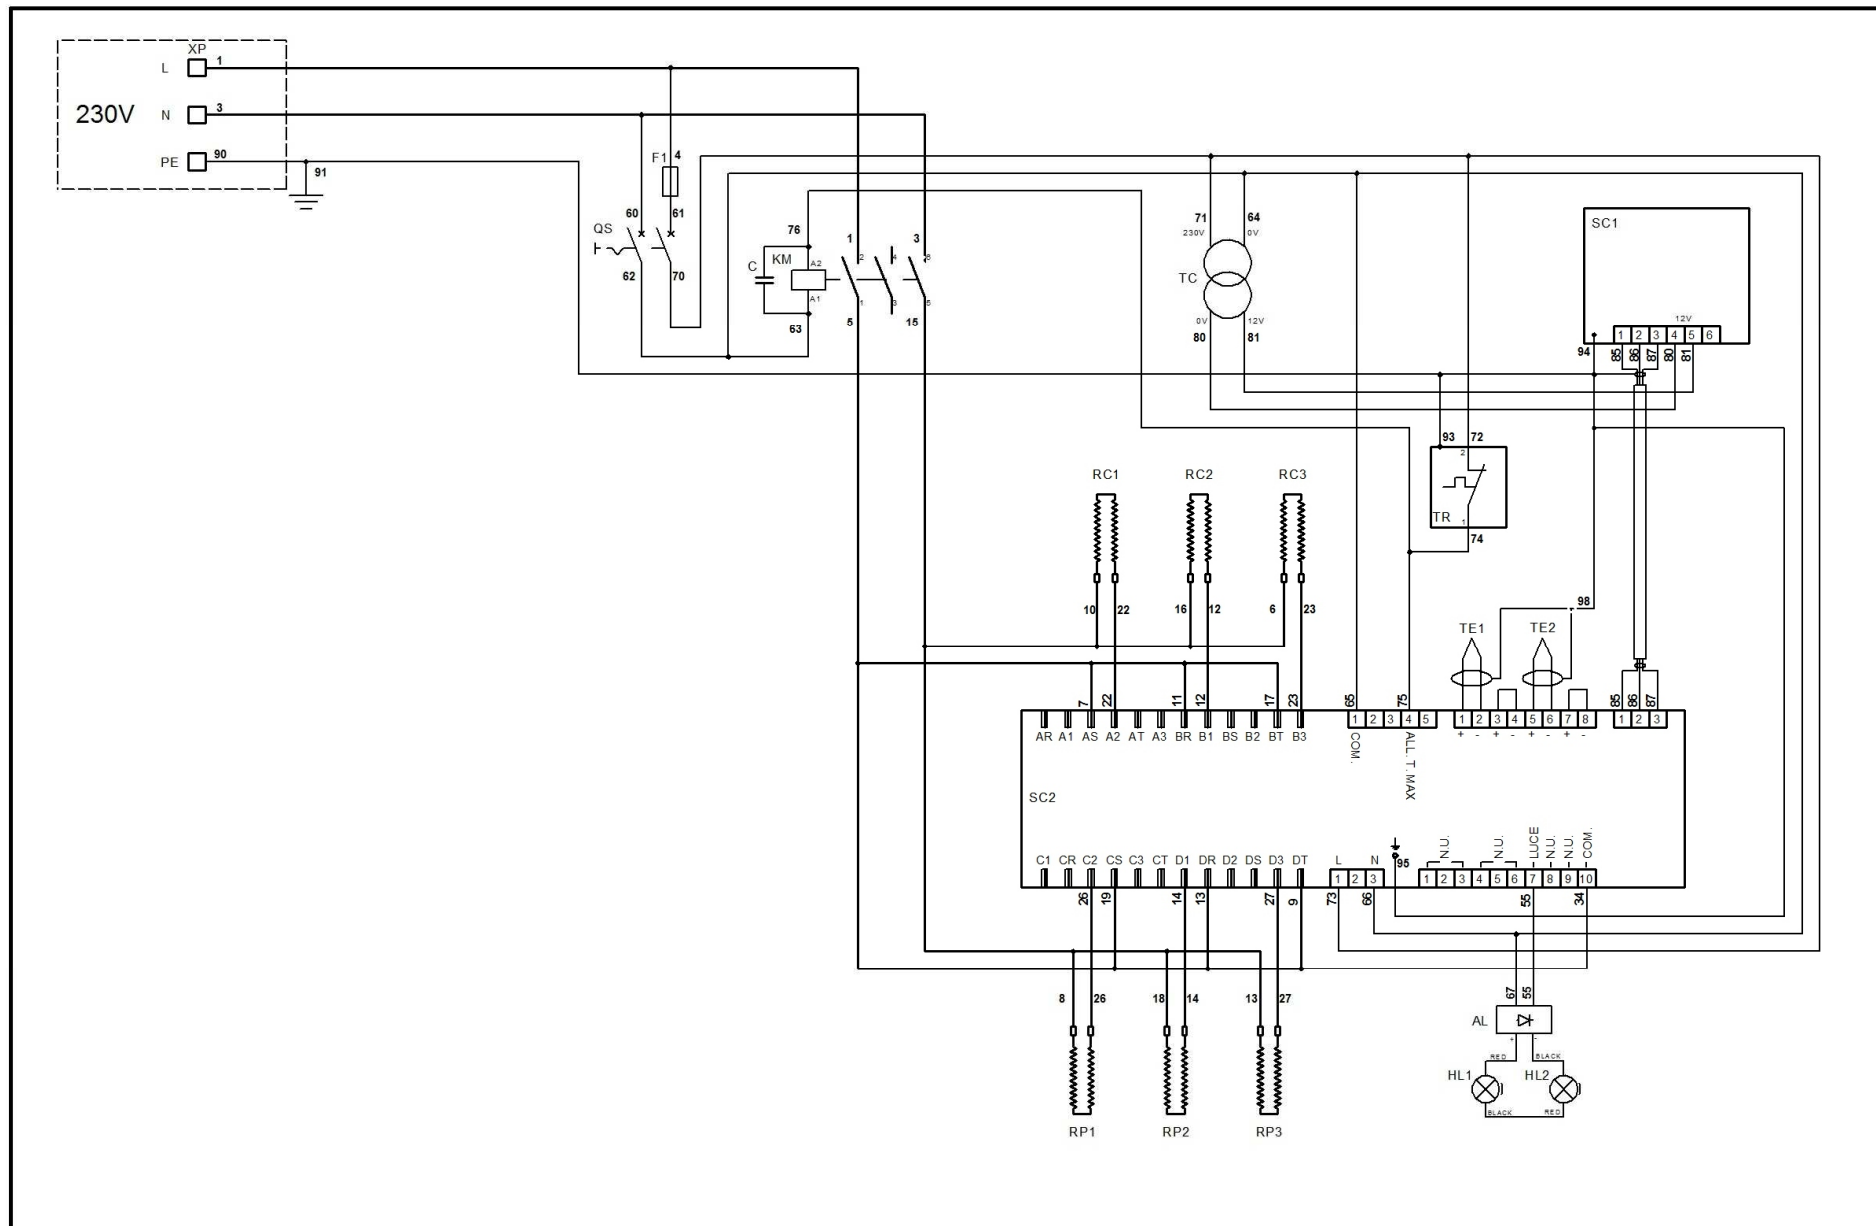 XP
L 1
230V N 3
PE 90
91
F1 4
60 61
QS
62 70
76
C KM A2
A1
63
1 3
2 4 6
1 3 5
5 15
71 64
230V 0V
TC
0V 12V
80 81
SC1
12V
1 2 3 4 5 6
94 85 86 87 80 81
93 72
2
TR 1
74
RC1 RC2 RC3
10 22 16 12 6 23
98
TE1 TE2
7 22 11 12 17 23 65 75 85 86 87
1 2 3 4 5 1 2 3 4 5 6 7 8 1 2 3
+ - + - + - + -
AR A1 AS A2 AT A3 BR B1 BS B2 BT B3
COM. ALL. T. MAX
SC2
N.U. N.U. LUCE N.U. N.U. COM.
C1 CR C2 CS C3 CT D1 DR D2 DS D3 DT L N 95
1 2 3 1 2 3 4 5 6 7 8 9 10
26 19 14 13 27 9 73 66 55 34
8 26 18 14 13 27
67 55
AL
+ -
RED BLACK
HL1 HL2
BLACK RED
RP1 RP2 RP3